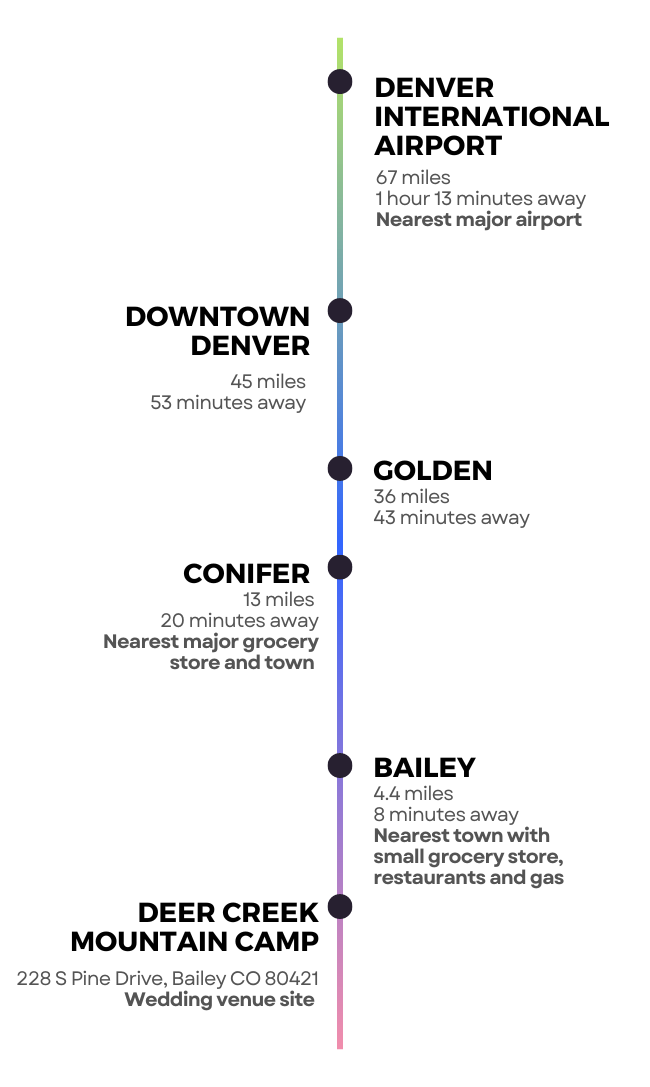 DENVER
INTERNATIONAL
AIRPORT
67 miles
1 hour 13 minutes away
Nearest major airport
DOWNTOWN
DENVER
45 miles
53 minutes away
GOLDEN
36 miles
43 minutes away
CONIFER
13 miles
20 minutes away
Nearest major grocery
store and town
BAILEY
4.4 miles
8 minutes away
Nearest town with
small grocery store,
restaurants and gas
DEER CREEK
MOUNTAIN CAMP
228 S Pine Drive, Bailey CO 80421
Wedding venue site